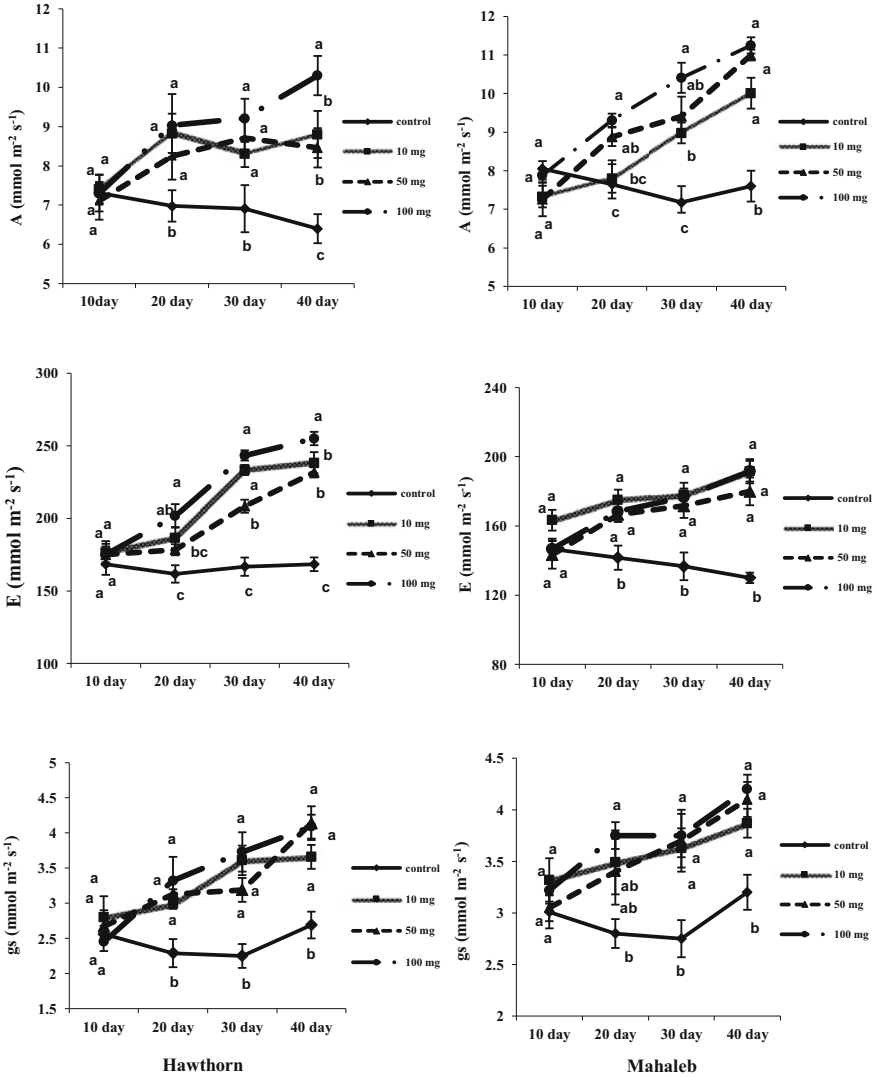 A (mmol m-2 s-1)
12
11
10
9
8
7
6
5
a
a
a
a
a
a
a
a
a
b
a
a
b
a
b
b
c
10day
20 day
30 day
40 day
control
10 mg
50 mg
100 mg
A (mmol m-2 s-1)
12
11
10
9
8
7
6
5
a
a
a
a
a
a
ab
a
a
ab
b
a
bc
c
c
b
10 day
20 day
30 day
40 day
control
10 mg
50 mg
100 mg
E (mmol m-2 s-1)
300
250
200
150
100
a
a
a
a
a
a
ab
bc
c
a
a
b
c
a
b
b
c
10 day
20 day
30 day
40 day
control
10 mg
50 mg
100 mg
E (mmol m-2 s-1)
240
200
160
120
80
a
a
a
a
a
a
a
b
a
a
a
b
a
a
a
b
10 day
20 day
30 day
40 day
control
10 mg
50 mg
100 mg
gs (mmol m-2 s-1)
5
4.5
4
3.5
3
2.5
2
1.5
a
a
a
a
a
a
a
b
a
a
a
b
a
a
a
b
10 day
20 day
30 day
40 day
control
10 mg
50 mg
100 mg
Hawthorn
gs (mmol m-2 s-1)
4.5
4
3.5
3
2.5
2
a
a
a
a
a
ab
ab
b
a
a
a
b
a
a
a
b
10 day
20 day
30 day
40 day
control
10 mg
50 mg
100 mg
Mahaleb